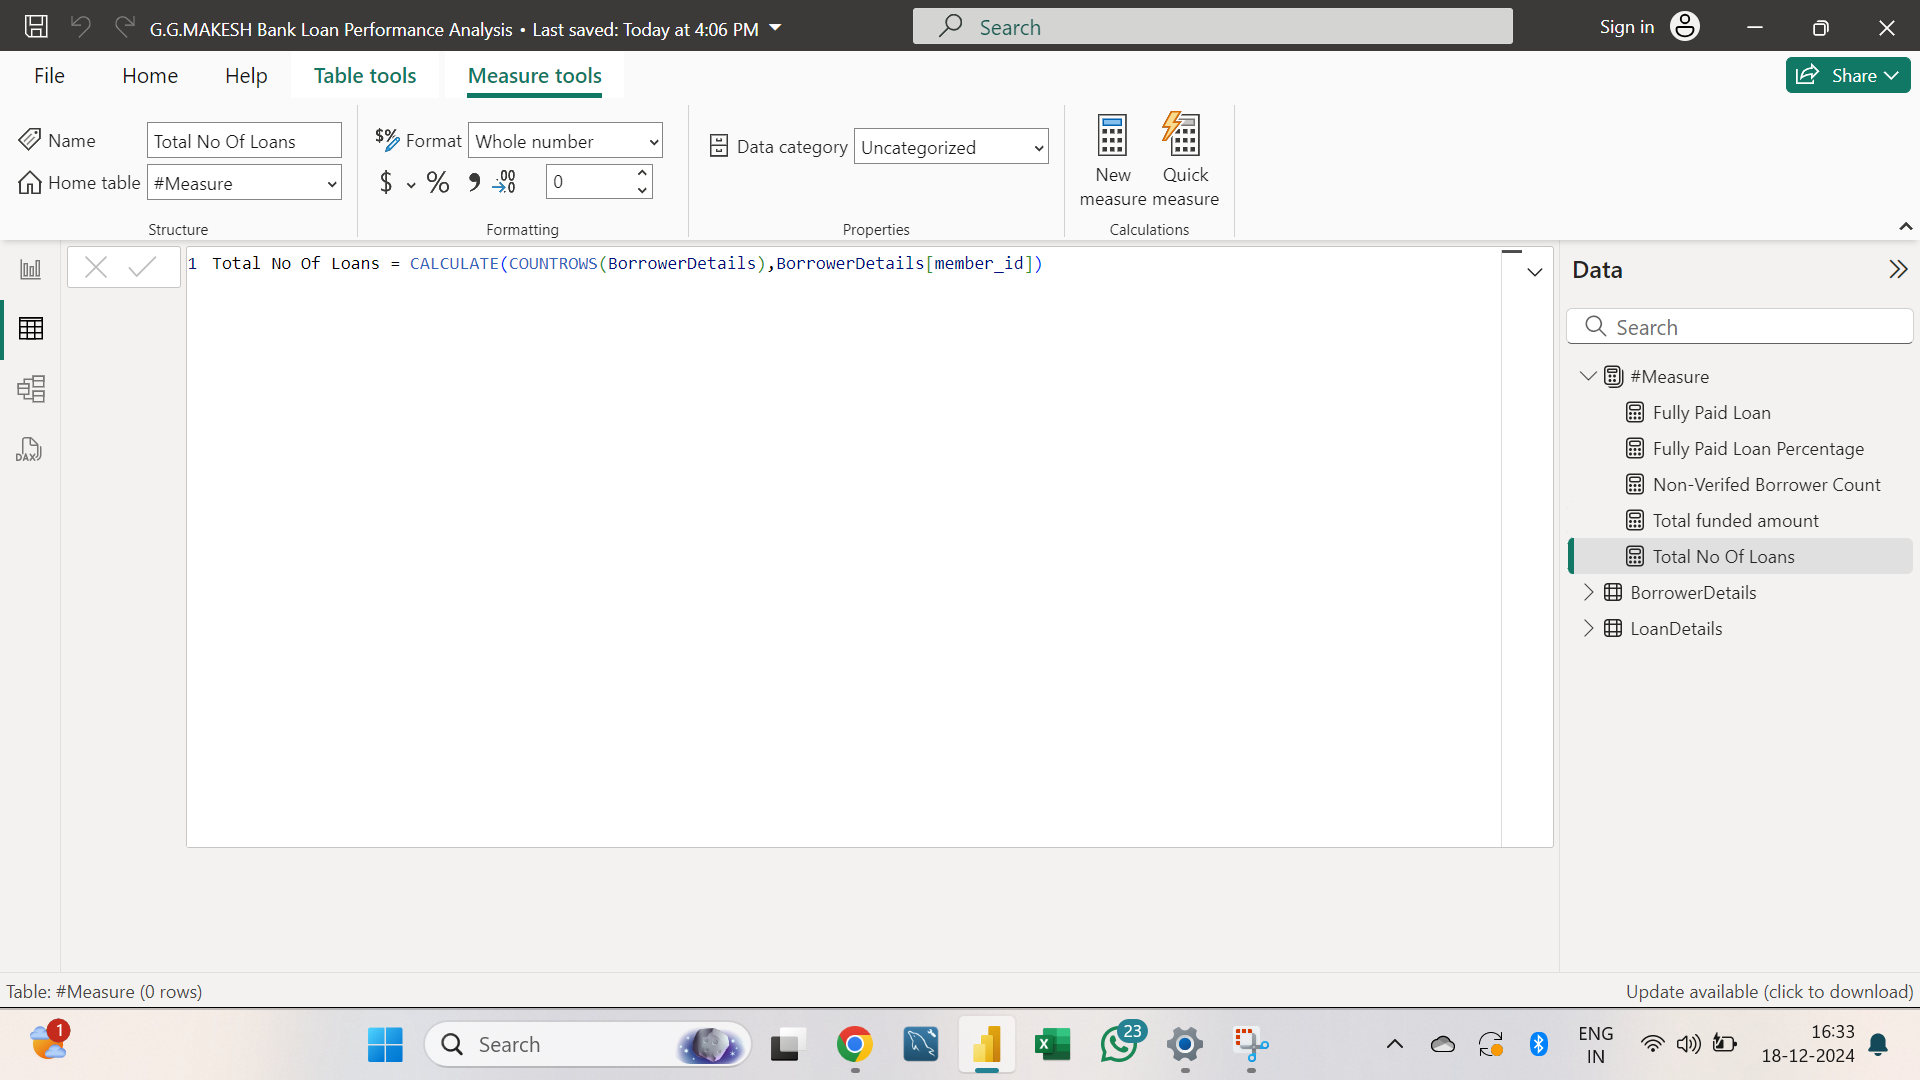 G.G.MAKESH Bank Loan Performance Analysis • Last saved: Today at 4:06 PM
Search
Sign in
File
Home
Help
Table tools
Measure tools
Share
Name
Total No Of Loans
Home table
#Measure
Structure
$%
Format
Whole number
$
%
,
.00
0
Formatting
Data category
Uncategorized
Properties
New measure
Quick measure
Calculations
1 Total No Of Loans = CALCULATE(COUNTROWS(BorrowerDetails),BorrowerDetails[member_id])
DAX
Data
Search
#Measure
Fully Paid Loan
Fully Paid Loan Percentage
Non-Verifed Borrower Count
Total funded amount
Total No Of Loans
BorrowerDetails
LoanDetails
Table: #Measure (0 rows)
Update available (click to download)
1
Search
X
23
ENG
IN
16:33
18-12-2024